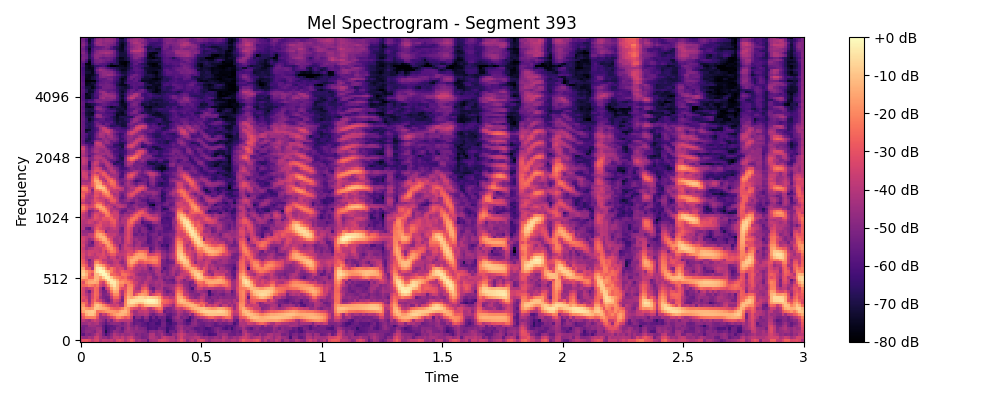 Mel Spectrogram - Segment 393
Frequency
4096
2048
1024
512
0
0
0.5
1
1.5
2
2.5
3
Time
+0 dB
-10 dB
-20 dB
-30 dB
-40 dB
-50 dB
-60 dB
-70 dB
-80 dB